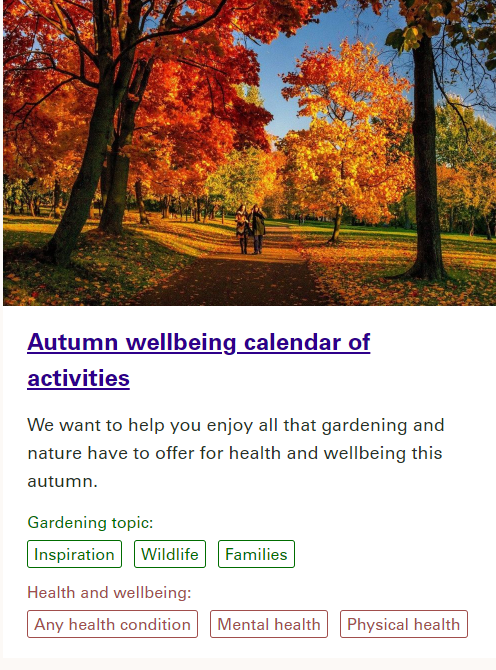 Autumn wellbeing calendar of
activities
We want to help you enjoy all that gardening and
nature have to offer for health and wellbeing this
autumn.
Gardening topic:
Inspiration Wildlife Families
Health and wellbeing:
Any health condition Mental health Physical health